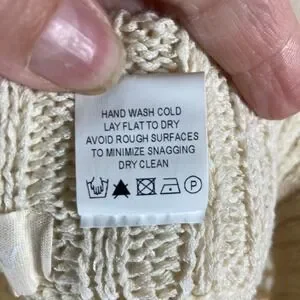 HAND WASH COLD
LAY FLAT TO DRY
AVOID ROUGH SURFACES
TO MINIMIZE SNAGGING
DRY CLEAN
P